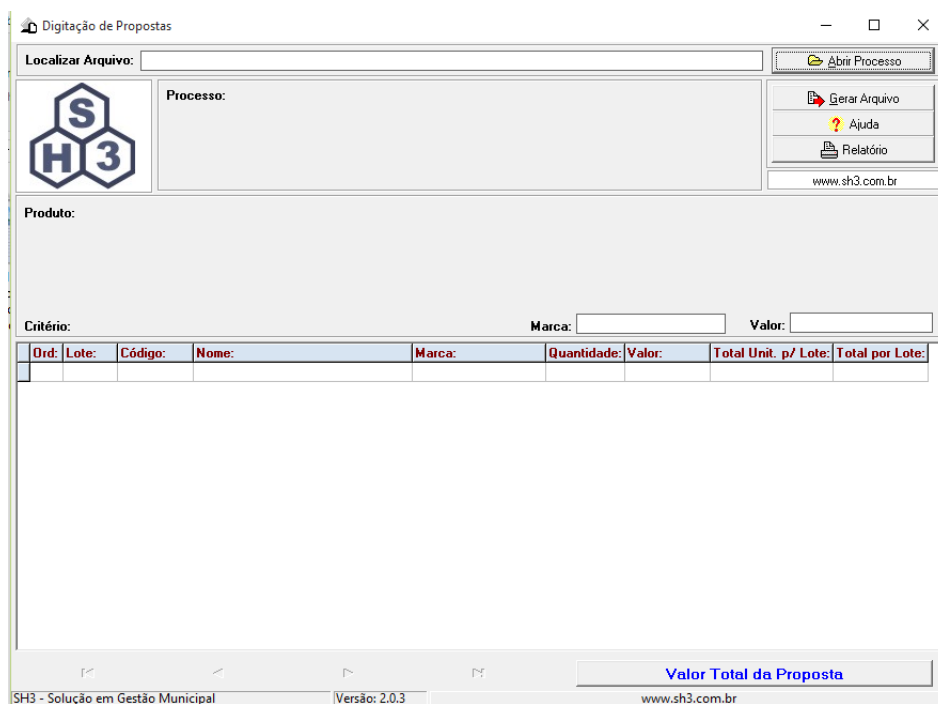 Digitação de Propostas
Localizar Arquivo:
Abrir Processo
S
H3
Processo:
Gerar Arquivo
? Ajuda
Relatório
www.sh3.com.br
Produto:
Critério:
Marca:
Valor:
Ord: Lote: Código: Nome: Marca: Quantidade: Valor: Total Unit. p/ Lote: Total por Lote:
Valor Total da Proposta
SH3 - Solução em Gestão Municipal
Versão: 2.0.3
www.sh3.com.br